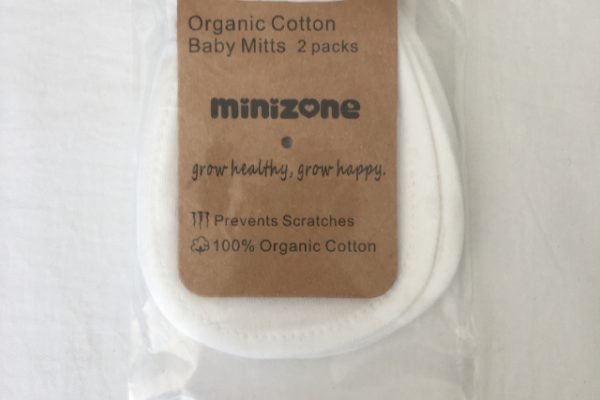 Organic Cotton
Baby Mitts 2 packs
minizone
grow healthy, grow happy.
Prevents Scratches
100% Organic Cotton